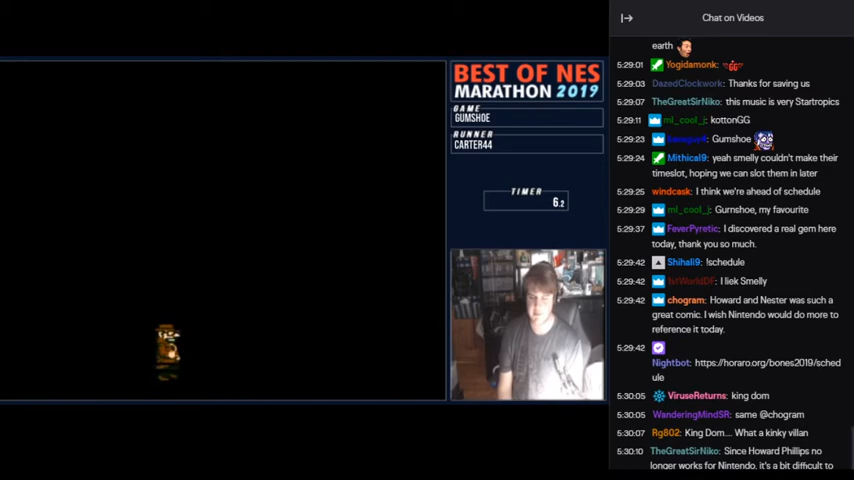 BEST OF NES
MARATHON 2019
GAME
GUMSHOE
RUNNER
CARTER44
TIMER
6.2
Chat on Videos
earth
5:29:01 Yogidamonk:
5:29:03 DazedClockwork: Thanks for saving us
5:29:07 TheGreatSirNiko: this music is very Startropics
5:29:11 ml_cool_j: kottonGG
5:29:23 Gumshoe
5:29:24 Mithical9: yeah smelly couldn't make their
timeslot, hoping we can slot them in later
5:29:25 windcask: I think we're ahead of schedule
5:29:29 ml_cool_j: Gurnshoe, my favourite
5:29:37 FeverPyretic: I discovered a real gem here
today, thank you so much.
5:29:42 Shihali9: !schedule
5:29:42 I liek Smelly
5:29:42 chogram: Howard and Nester was such a
great comic. I wish Nintendo would do more to
reference it today.
5:29:42
Nightbot: https://horaro.org/bones2019/sched
ule
5:30:05 ViruseReturns: king dom
5:30:05 WanderingMindSR: same @chogram
5:30:07 Rg802: King Dom.... What a kinky villan
5:30:10 TheGreatSirNiko: Since Howard Phillips no
longer works for Nintendo, it's a bit difficult to